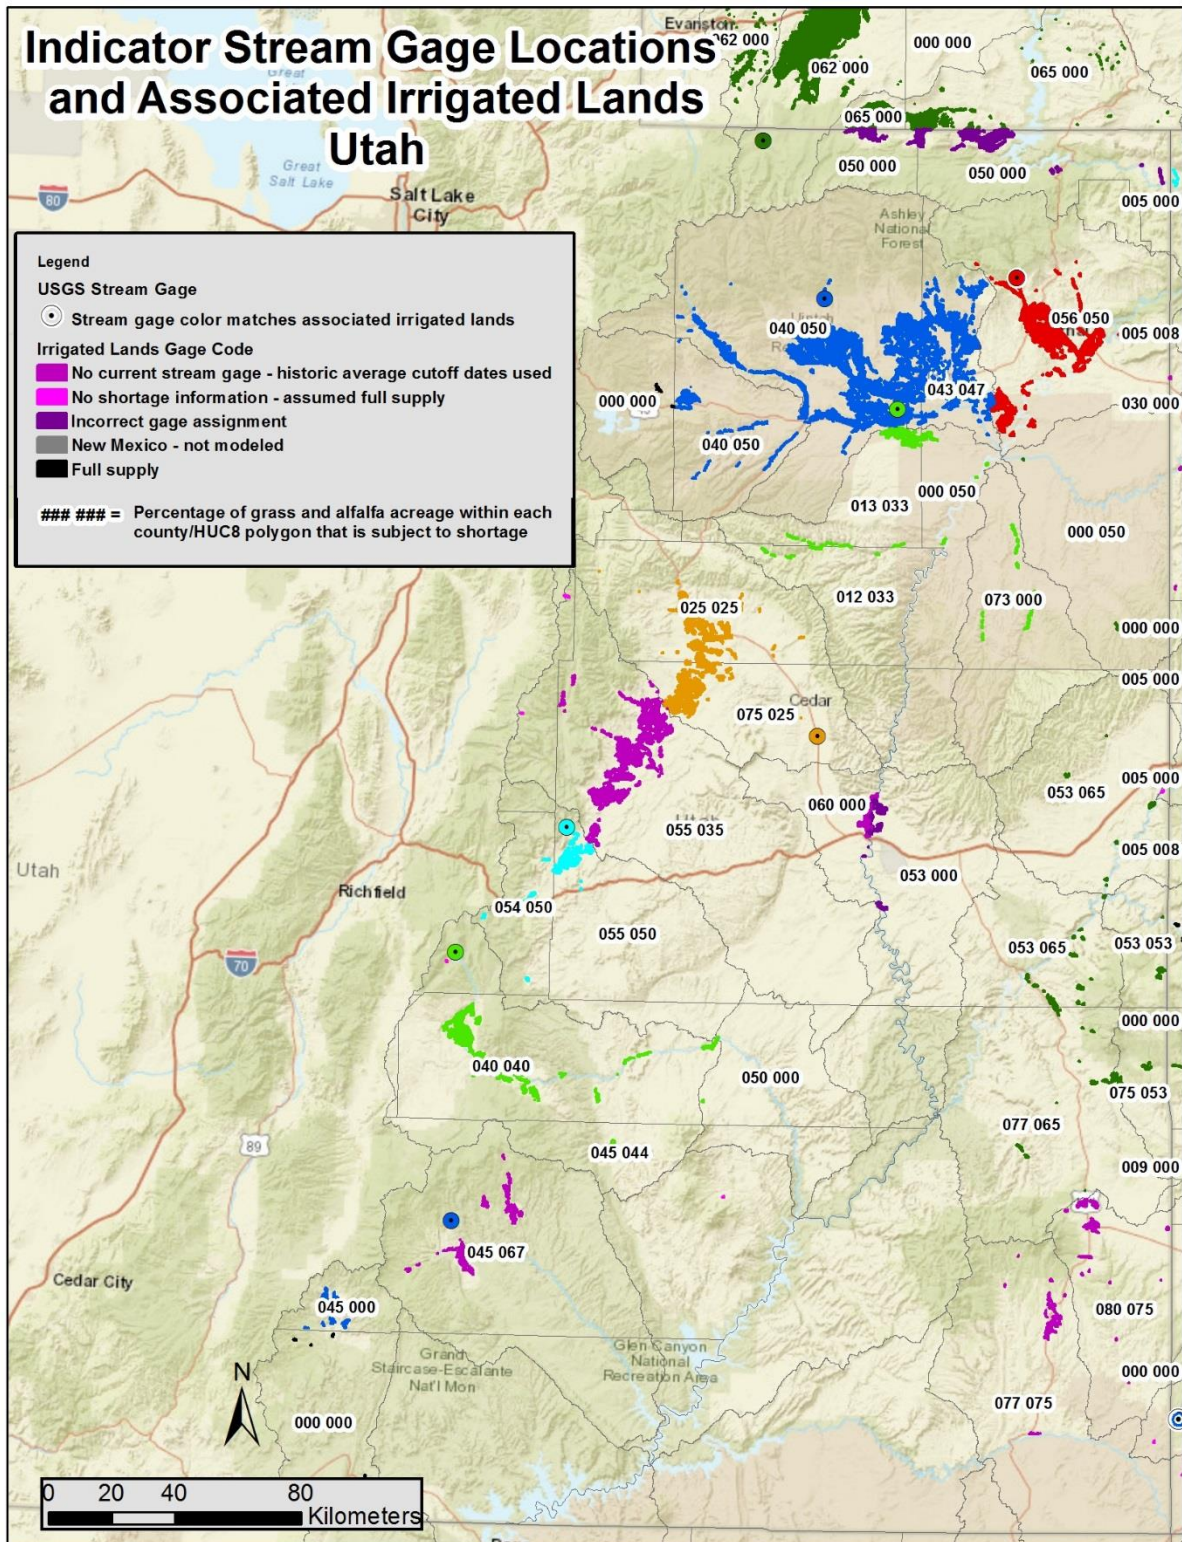 Indicator Stream Gage Locations
and Associated Irrigated Lands
Utah
Evanston
062 000
000 000
062 000
065 000
065 000
050 000
050 000
005 000
Great
Great
Salt Lake
Salt Lake
City
80
Ashley
National
Forest
Legend
USGS Stream Gage
Stream gage color matches associated irrigated lands
Irrigated Lands Gage Code
No current stream gage - historic average cutoff dates used
No shortage information - assumed full supply
Incorrect gage assignment
New Mexico - not modeled
Full supply
### ### = Percentage of grass and alfalfa acreage within each
county/HUC8 polygon that is subject to shortage
040 050
056 050
005 008
043 047
000 000
030 000
040 050
000 050
013 033
000 050
012 033
073 000
025 025
000 000
005 000
Cedar
075 025
005 000
053 065
060 000
055 035
Utah
005 008
Utah
Richfield
053 000
054 050
055 050
053 065
053 053
70
000 000
040 040
050 000
075 053
077 065
89
045 044
009 000
045 067
Cedar City
045 000
080 075
Glen Canyon
National
Recreation Area
Grand
Staircase-Escalante
Nat'l Mon
000 000
077 075
N
000 000
0 20 40 80
Kilometers